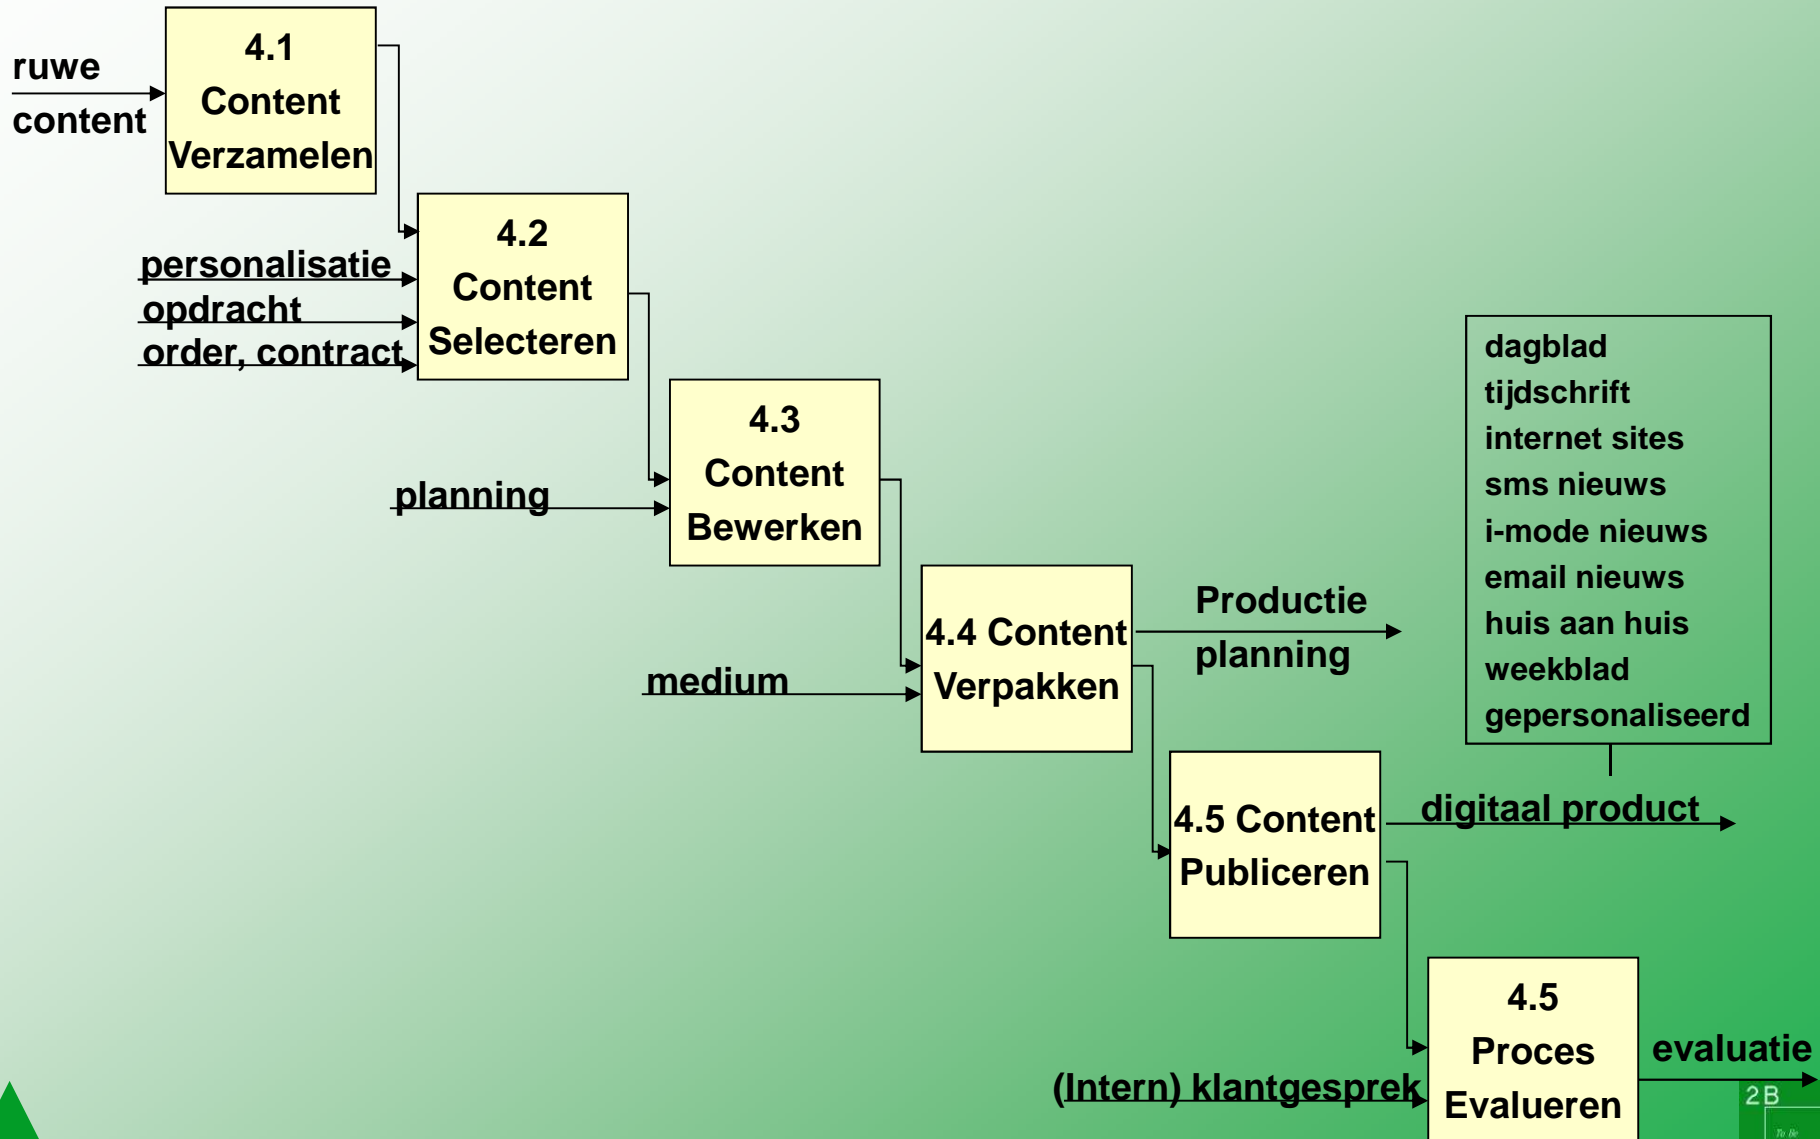 ruwe
content
4.1
Content
Verzamelen
personalisatie
opdracht
order, contract
4.2
Content
Selecteren
planning
4.3
Content
Bewerken
medium
4.4 Content
Verpakken
Productie
planning
dagblad
tijdschrift
internet sites
sms nieuws
i-mode nieuws
email nieuws
huis aan huis
weekblad
gepersonaliseerd
4.5 Content
Publiceren
digitaal product
(Intern) klantgesprek
4.5
Proces
Evalueren
evaluatie
2B